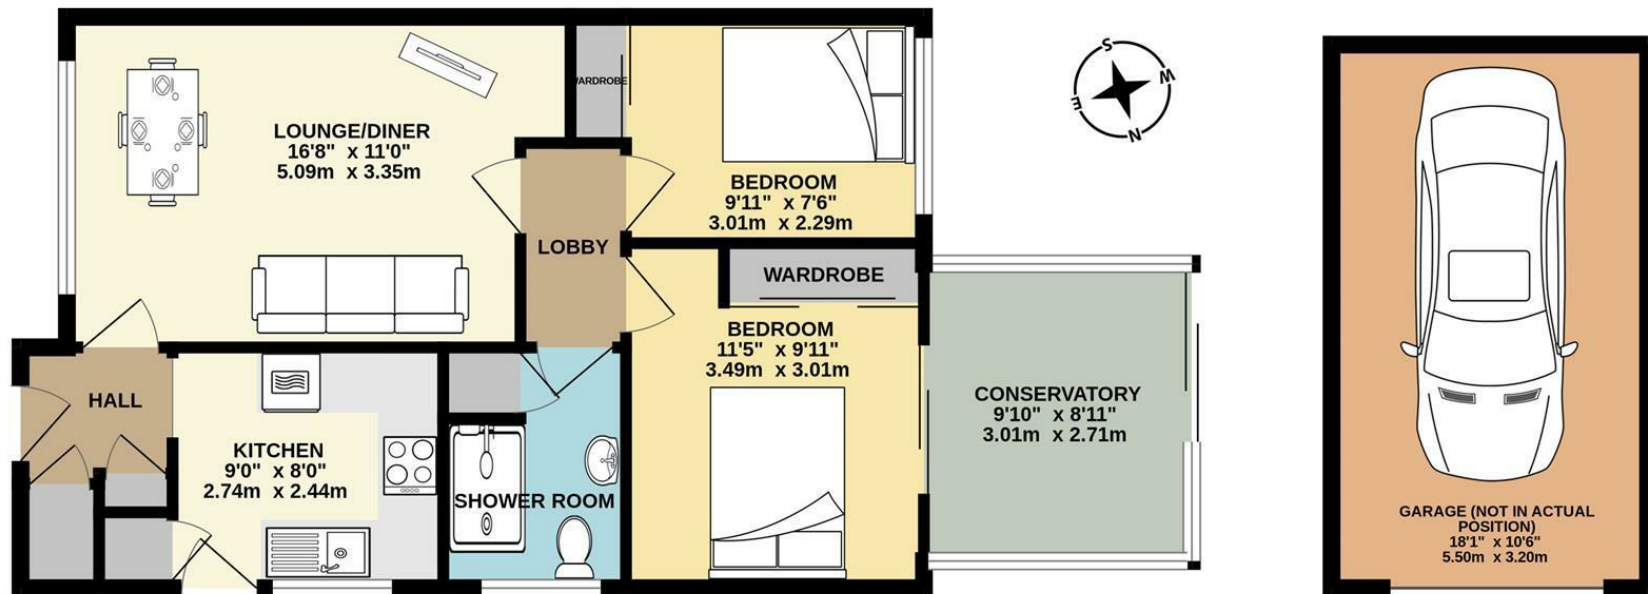 LOUNGE/DINER
16'8" x 11'0"
5.09m x 3.35m
WARDROBE
BEDROOM
9'11" x 7'6"
3.01m x 2.29m
S
W
E
N
LOBBY
WARDROBE
BEDROOM
11'5" x 9'11"
3.49m x 3.01m
HALL
KITCHEN
9'0" x 8'0"
2.74m x 2.44m
SHOWER ROOM
CONSERVATORY
9'10" x 8'11"
3.01m x 2.71m
GARAGE (NOT IN ACTUAL
POSITION)
18'1" x 10'6"
5.50m x 3.20m